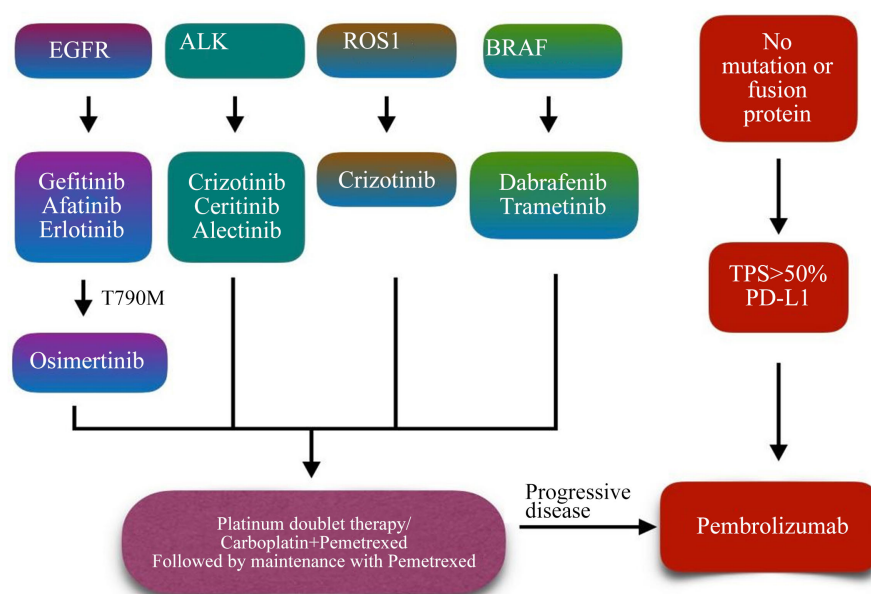 EGFR
ALK
ROS1
BRAF
No
mutation or
fusion
protein
Gefitinib
Afatinib
Erlotinib
Crizotinib
Ceritinib
Alectinib
Crizotinib
Dabrafenib
Trametinib
TPS>50%
PD-L1
T790M
Osimertinib
Platinum doublet therapy/
Carboplatin+Pemetrexed
Followed by maintenance with Pemetrexed
Progressive
disease
Pembrolizumab